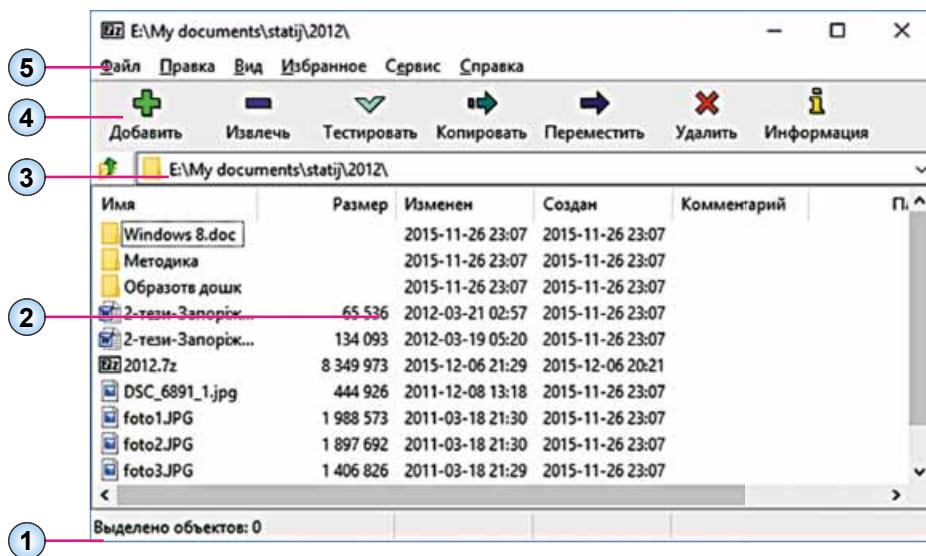 7z E:\My documents\statij\2012\
5
Файл Правка Вид Избранное Сервис Справка
4
Добавить Извлечь Тестировать Копировать Переместить Удалить Информация
3
E:\My documents\statij\2012\
Имя Размер Изменен Создан Комментарий
Windows 8.doc 2015-11-26 23:07 2015-11-26 23:07
Методика 2015-11-26 23:07 2015-11-26 23:07
Образотв дошк 2015-11-26 23:07 2015-11-26 23:07
2
2-тези-Запоріж... 65 536 2012-03-21 02:57 2015-11-26 23:07
2-тези-Запоріж... 134 093 2012-03-19 05:20 2015-11-26 23:07
7z 2012.7z 8 349 973 2015-12-06 21:29 2015-12-06 20:21
DSC_6891_1.jpg 444 926 2011-12-08 13:18 2015-11-26 23:07
foto1.JPG 1 988 573 2011-03-18 21:30 2015-11-26 23:07
foto2.JPG 1 897 692 2011-03-18 21:30 2015-11-26 23:07
foto3.JPG 1 406 826 2011-03-18 21:29 2015-11-26 23:07
Выделено объектов: 0
1